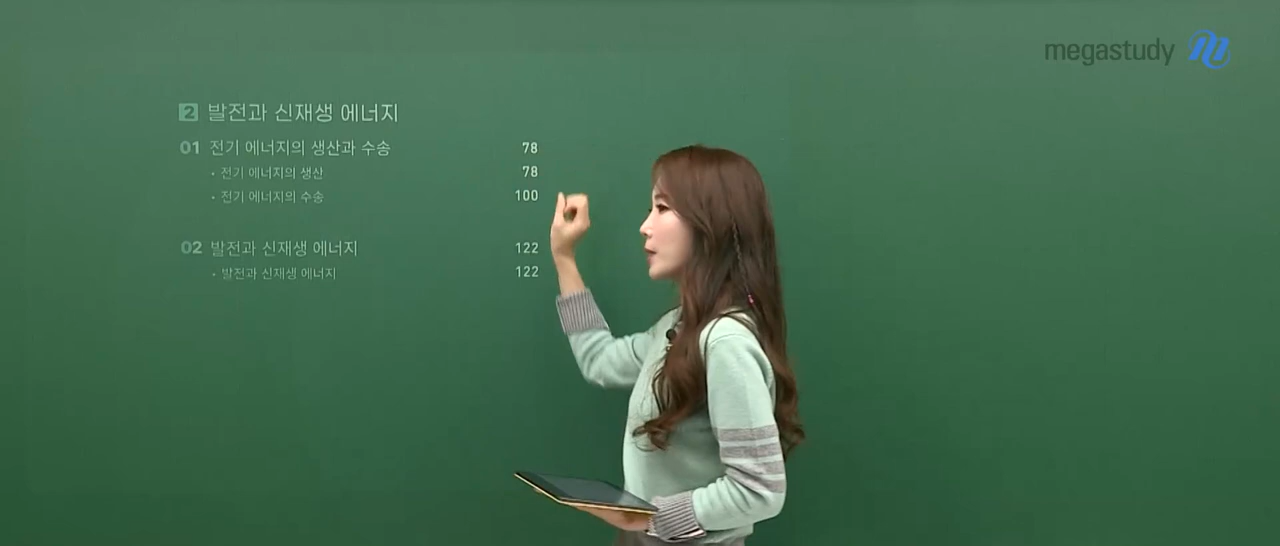 megastudy
2 발전과 신재생 에너지
01 전기 에너지의 생산과 수송 78
· 전기 에너지의 생산 78
· 전기 에너지의 수송 100
02 발전과 신재생 에너지 122
· 발전과 신재생 에너지 122